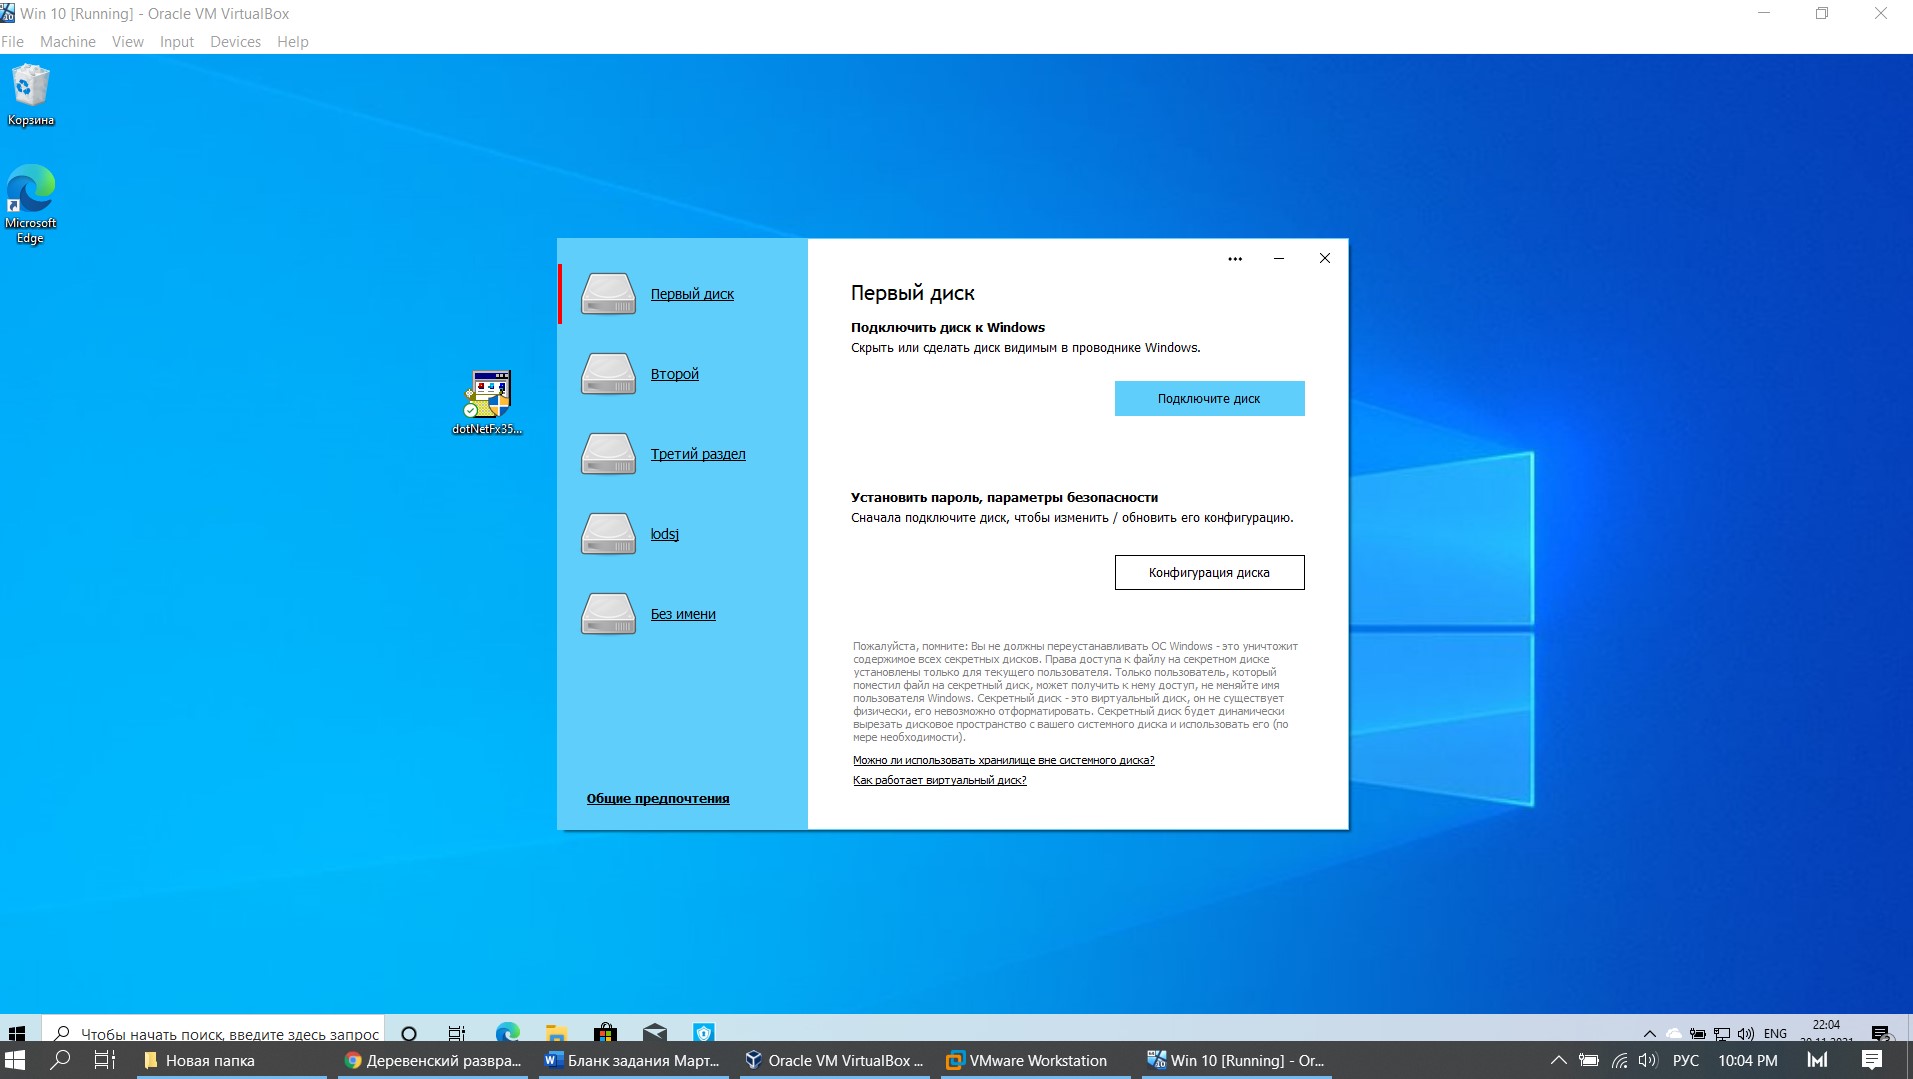 Win 10 [Running] - Oracle VM VirtualBox
File Machine View Input Devices Help
Корзина
Microsoft
Edge
dotNetFx35...
Первый диск
Второй
Третий раздел
lodsj
Без имени
Общие предпочтения
Первый диск
Подключить диск к Windows
Скрыть или сделать диск видимым в проводнике Windows.
Подключите диск
Установить пароль, параметры безопасности
Сначала подключите диск, чтобы изменить / обновить его конфигурацию.
Конфигурация диска
Пожалуйста, помните: Вы не должны переустанавливать ОС Windows - это уничтожит
содержимое всех секретных дисков. Права доступа к файлу на секретном диске
установлены только для текущего пользователя. Только пользователь, который
поместил файл на секретный диск, может получить к нему доступ, не меняйте имя
пользователя Windows. Секретный диск - это виртуальный диск, он не существует
физически, его невозможно отформатировать. Секретный диск будет динамически
вырезать дисковое пространство с вашего системного диска и использовать его (по
мере необходимости).
Можно ли использовать хранилище вне системного диска?
Как работает виртуальный диск?
Чтобы начать поиск, введите здесь запрос
ENG
22:04
Новая папка
Деревенский развра...
Бланк задания Март...
Oracle VM VirtualBox ...
VMware Workstation
Win 10 [Running] - Or...
РУС
10:04 PM